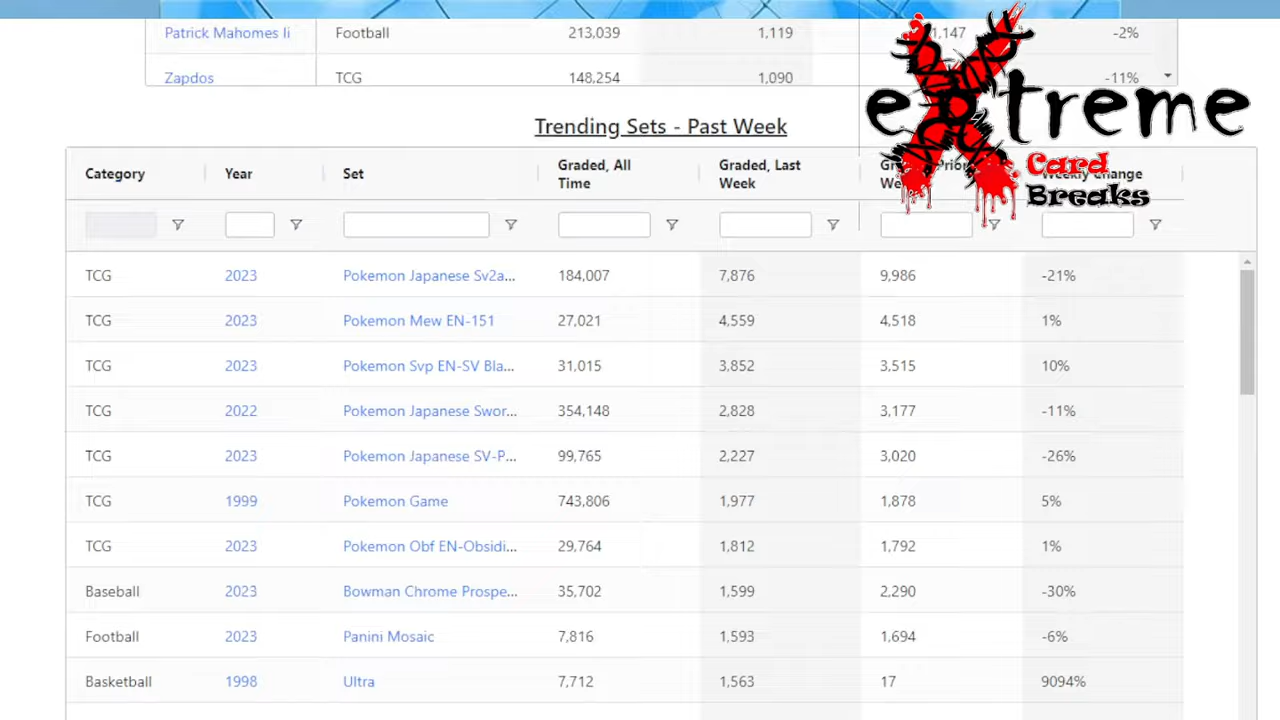 Patrick Mahomes Ii Football 213,039 1,119 1,147 -2%
Zapdos TCG 148,254 1,090 -11%
eXtreme
Card
Breaks
Trending Sets - Past Week
Category Year Set Graded, All Time Graded, Last Week Weekly Change
TCG 2023 Pokemon Japanese Sv2a... 184,007 7,876 9,986 -21%
TCG 2023 Pokemon Mew EN-151 27,021 4,559 4,518 1%
TCG 2023 Pokemon Svp EN-SV Bla... 31,015 3,852 3,515 10%
TCG 2022 Pokemon Japanese Swor... 354,148 2,828 3,177 -11%
TCG 2023 Pokemon Japanese SV-P... 99,765 2,227 3,020 -26%
TCG 1999 Pokemon Game 743,806 1,977 1,878 5%
TCG 2023 Pokemon Obf EN-Obsidi... 29,764 1,812 1,792 1%
Baseball 2023 Bowman Chrome Prospe... 35,702 1,599 2,290 -30%
Football 2023 Panini Mosaic 7,816 1,593 1,694 -6%
Basketball 1998 Ultra 7,712 1,563 17 9094%